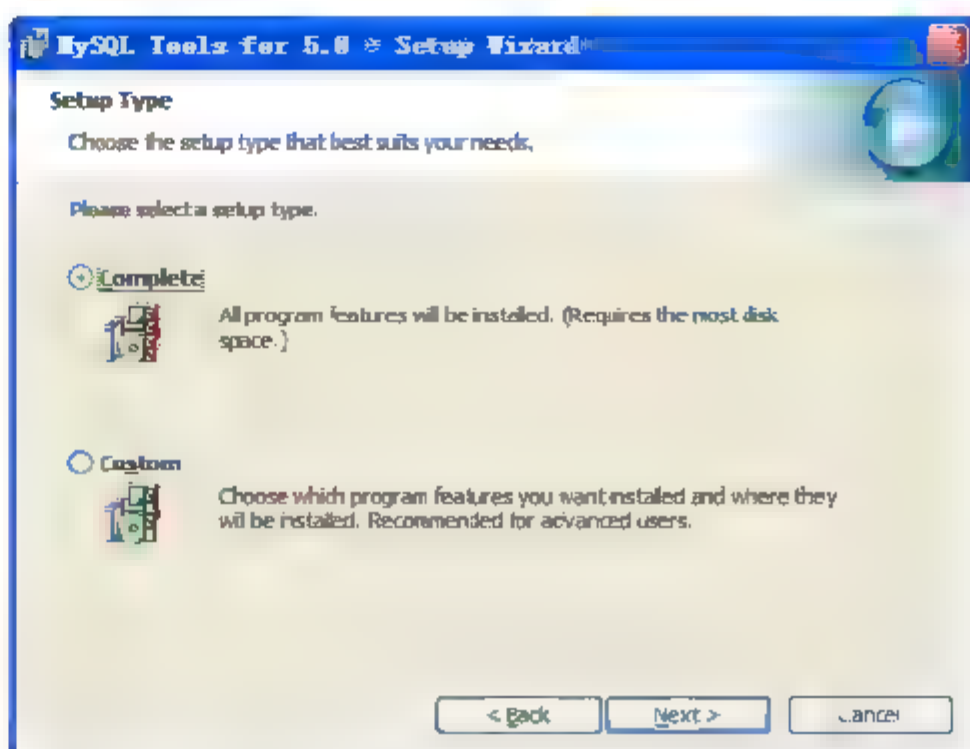 MySQL Tools for 5.0 - Setup Wizard
Setup Type
Choose the setup type that best suits your needs.
Please select a setup type.
Complete
All program features will be installed. (Requires the most disk
space.)
Custom
Choose which program features you want installed and where they
will be installed. Recommended for advanced users.
< Back
Next >
Cancel